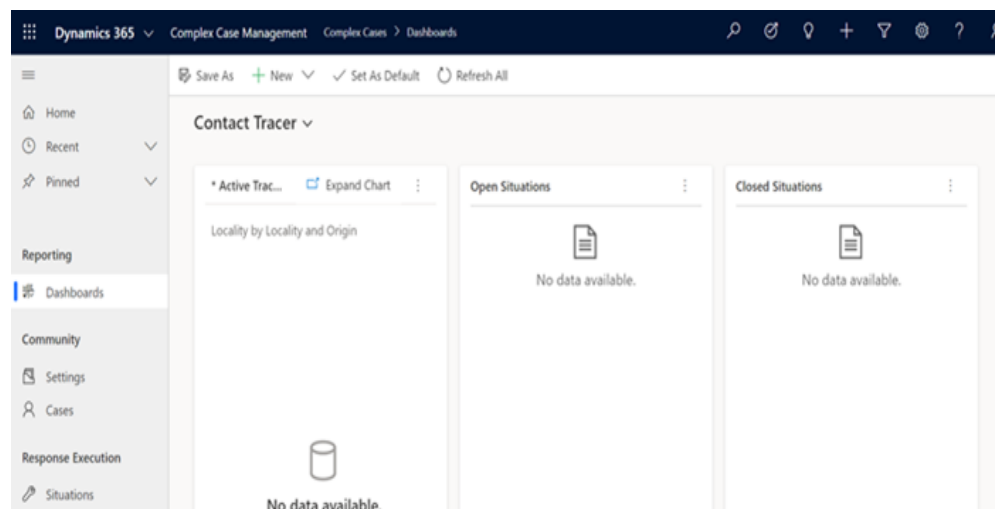 Dynamics 365 Complex Case Management Complex Cases > Dashboards ?
Save As + New Set As Default Refresh All
Home
Recent
Pinned
Reporting
Dashboards
Community
Settings
Cases
Response Execution
Situations
Contact Tracer
* Active Trac... Expand Chart
Locality by Locality and Origin
No data available.
Open Situations
No data available.
Closed Situations
No data available.